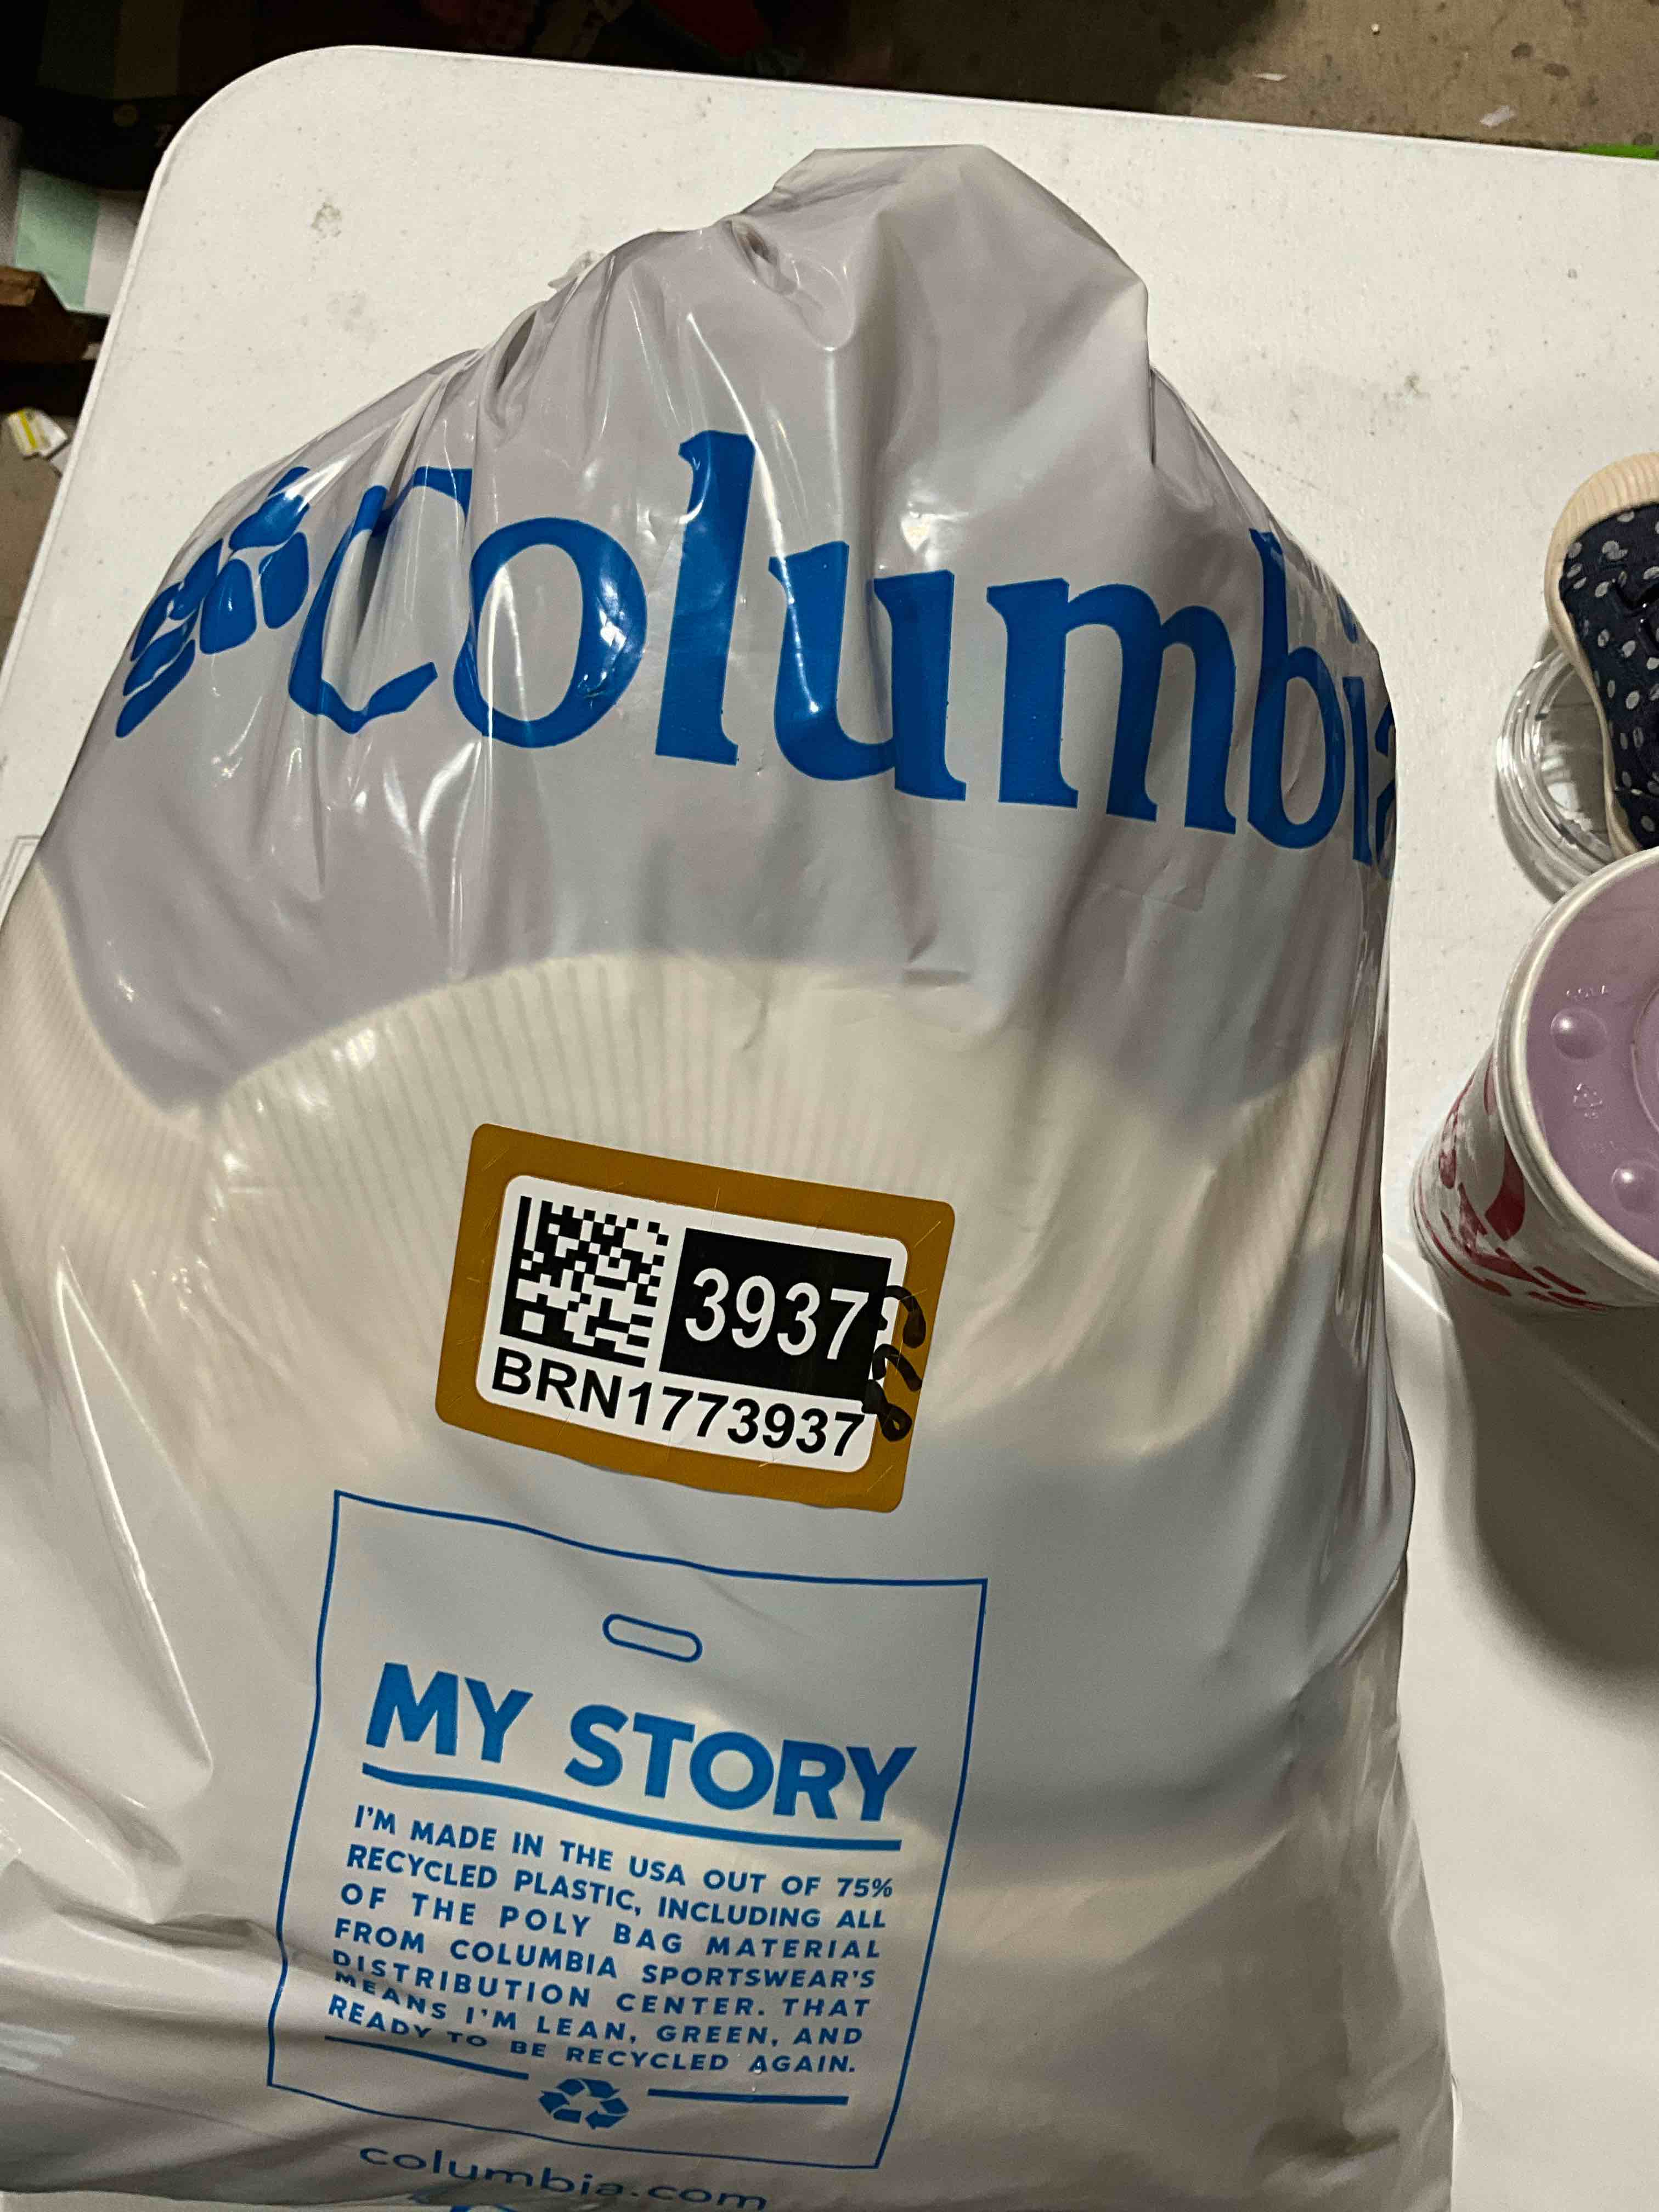 Columbia
3937
BRN1773937
MY STORY
I'M MADE IN THE USA OUT OF 75%
RECYCLED PLASTIC, INCLUDING ALL
OF THE POLY BAG MATERIAL
FROM COLUMBIA SPORTSWEAR'S
DISTRIBUTION CENTER. THAT
MEANS I'M LEAN, GREEN, AND
READY TO BE RECYCLED AGAIN.
columbia.com